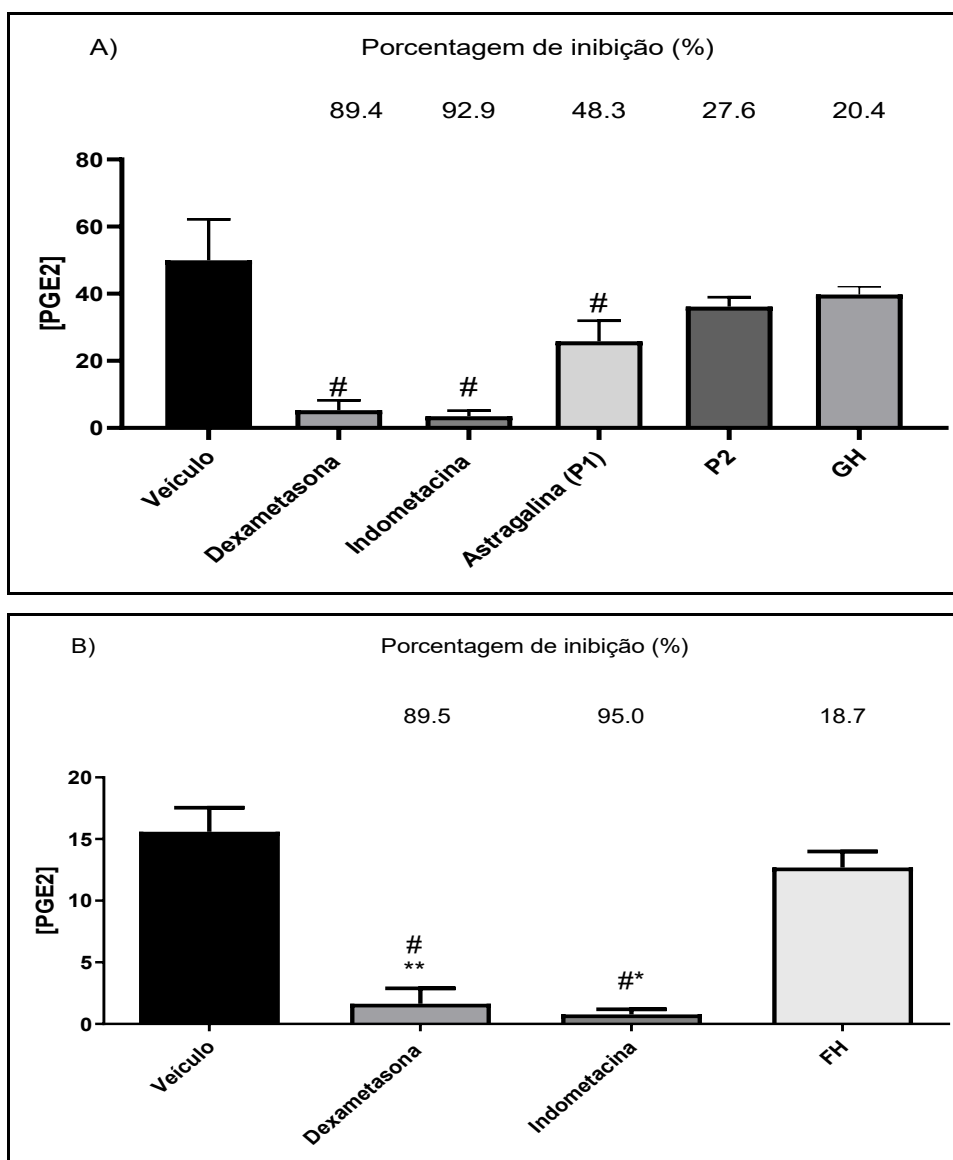 A) Porcentagem de inibição (%)
89.4 92.9 48.3 27.6 20.4
80
60
40
20
0
[PGE2]
#
#
#
Veículo
Dexametasona
Indometacina
Astragalina (P1)
P2
GH
B) Porcentagem de inibição (%)
89.5 95.0 18.7
20
15
10
5
0
[PGE2]
#
**
#*
Veículo
Dexametasona
Indometacina
FH